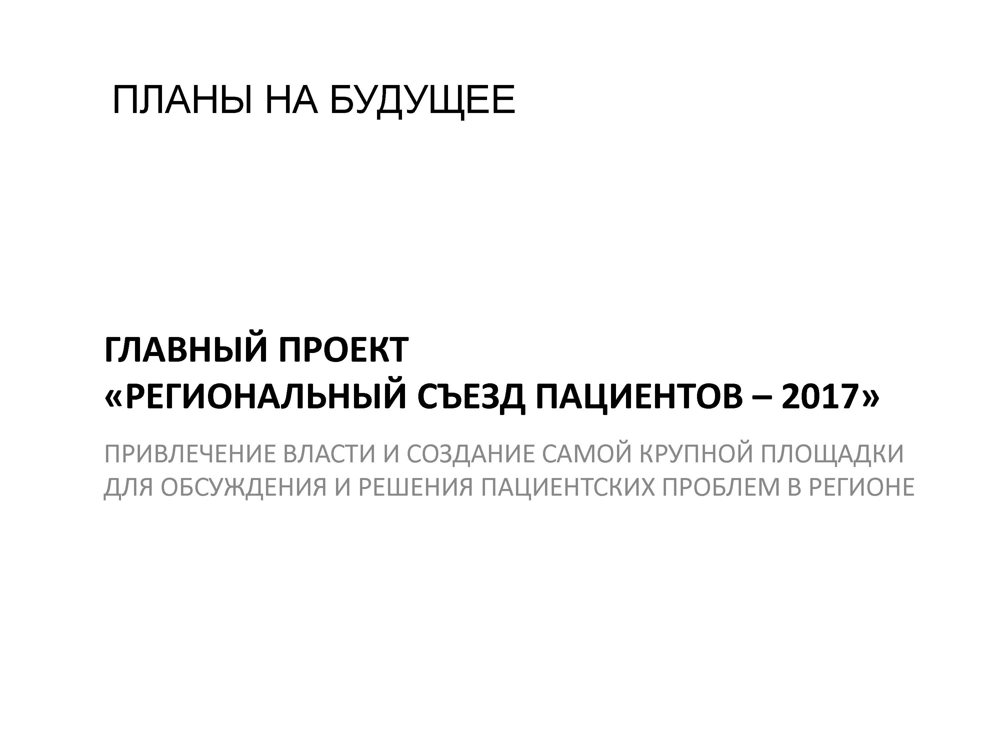 ПЛАНЫ НА БУДУЩЕЕ
ГЛАВНЫЙ ПРОЕКТ
«РЕГИОНАЛЬНЫЙ СЪЕЗД ПАЦИЕНТОВ – 2017»
ПРИВЛЕЧЕНИЕ ВЛАСТИ И СОЗДАНИЕ САМОЙ КРУПНОЙ ПЛОЩАДКИ
ДЛЯ ОБСУЖДЕНИЯ И РЕШЕНИЯ ПАЦИЕНТСКИХ ПРОБЛЕМ В РЕГИОНЕ